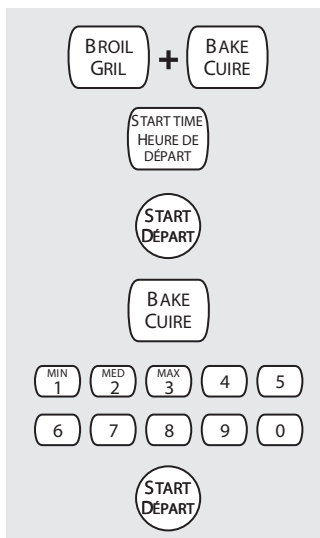 BROIL
GRIL
+
BAKE
CUIRE
START TIME
HEURE DE
DÉPART
START
DÉPART
BAKE
CUIRE
MIN MED MAX
1 2 3 4 5
6 7 8 9 0
START
DÉPART